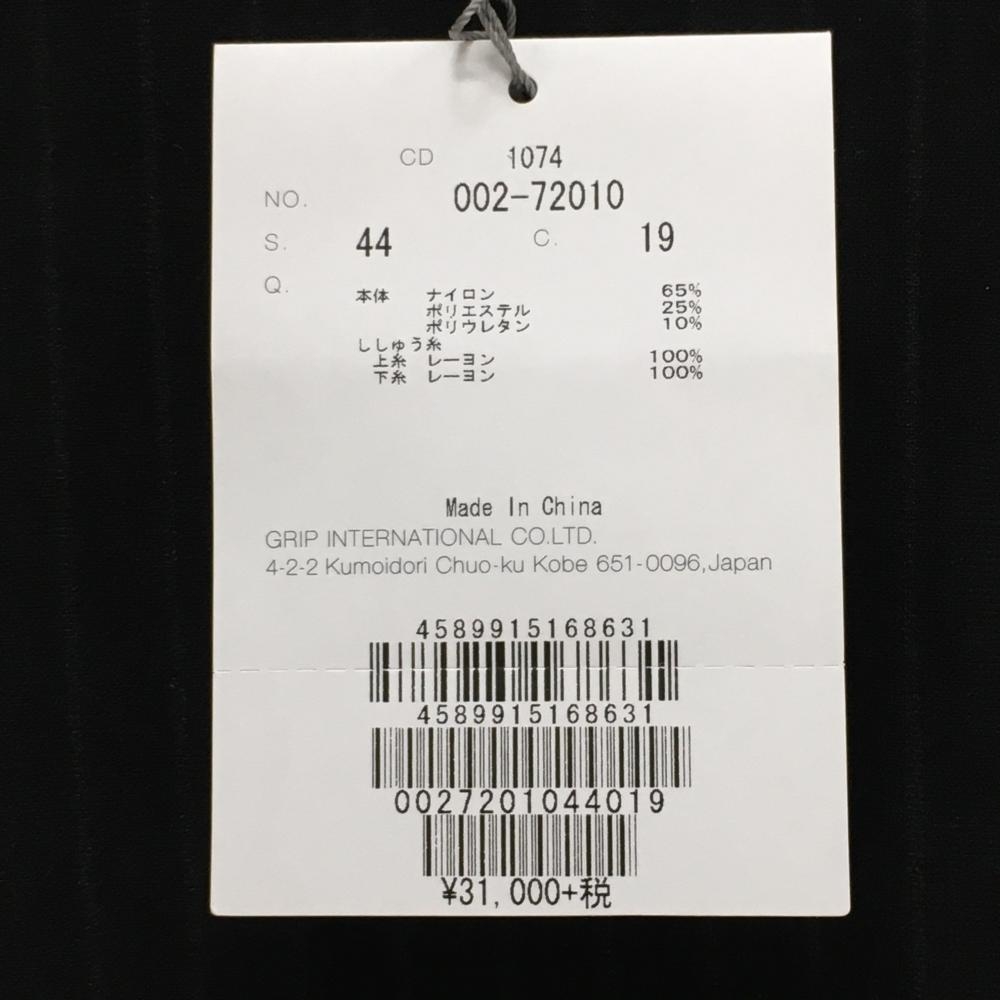 CD 1074
NO. 002-72010
S. 44 C. 19
Q. 本体 ナイロン 65%
ポリエステル 25%
ポリウレタン 10%
ししゅう糸
上糸 レーヨン 100%
下糸 レーヨン 100%
Made In China
GRIP INTERNATIONAL CO.LTD.
4-2-2 Kumoidori Chuo-ku Kobe 651-0096,Japan
4589915168631
4589915168631
0027201044019
¥31,000+税